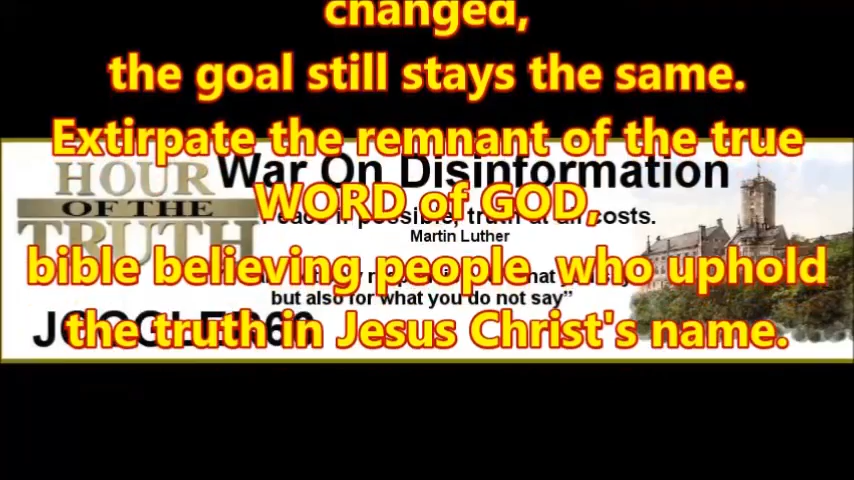 changed,
the goal still stays the same.
Extirpate the remnant of the true
HOUR War On Disinformation
OF THE WORD of GOD,
TRUTH if possible, truth at all costs.
Martin Luther
bible believing people, who uphold
but also for what you do not say”
the truth in Jesus Christ's name.